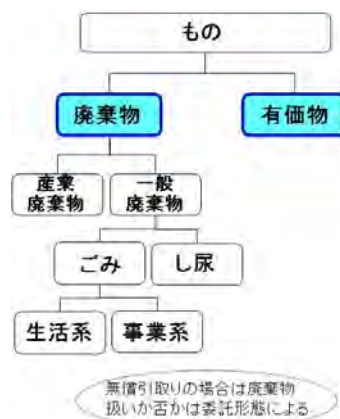 もの
廃棄物
有価物
産業
廃棄物
一般
廃棄物
ごみ
し尿
生活系
事業系
無償引取りの場合は廃棄物
扱いか否かは委託形態による